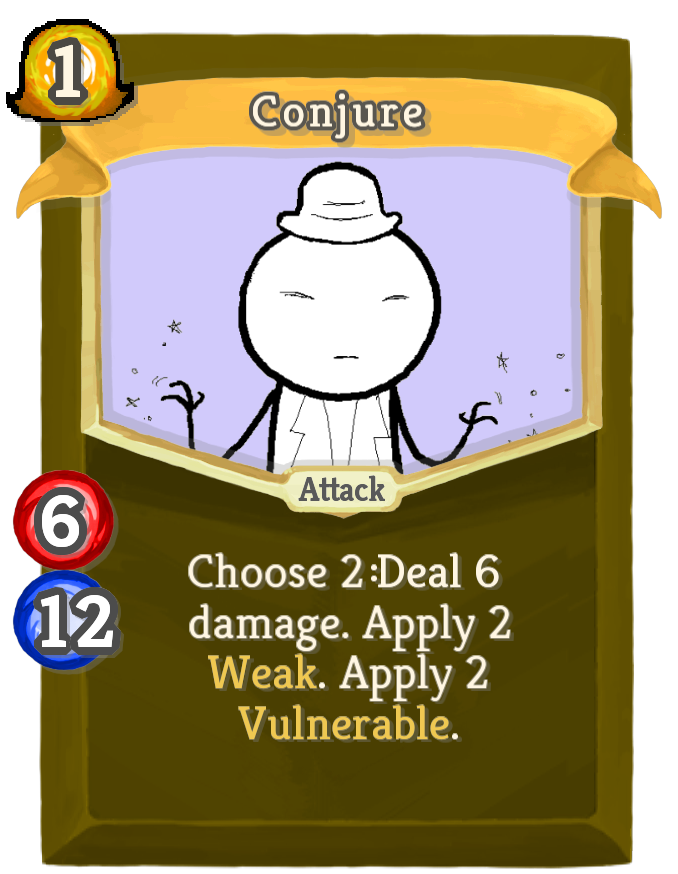 1
Conjure
Attack
6
12
Choose 2:Deal 6
damage. Apply 2
Weak. Apply 2
Vulnerable.